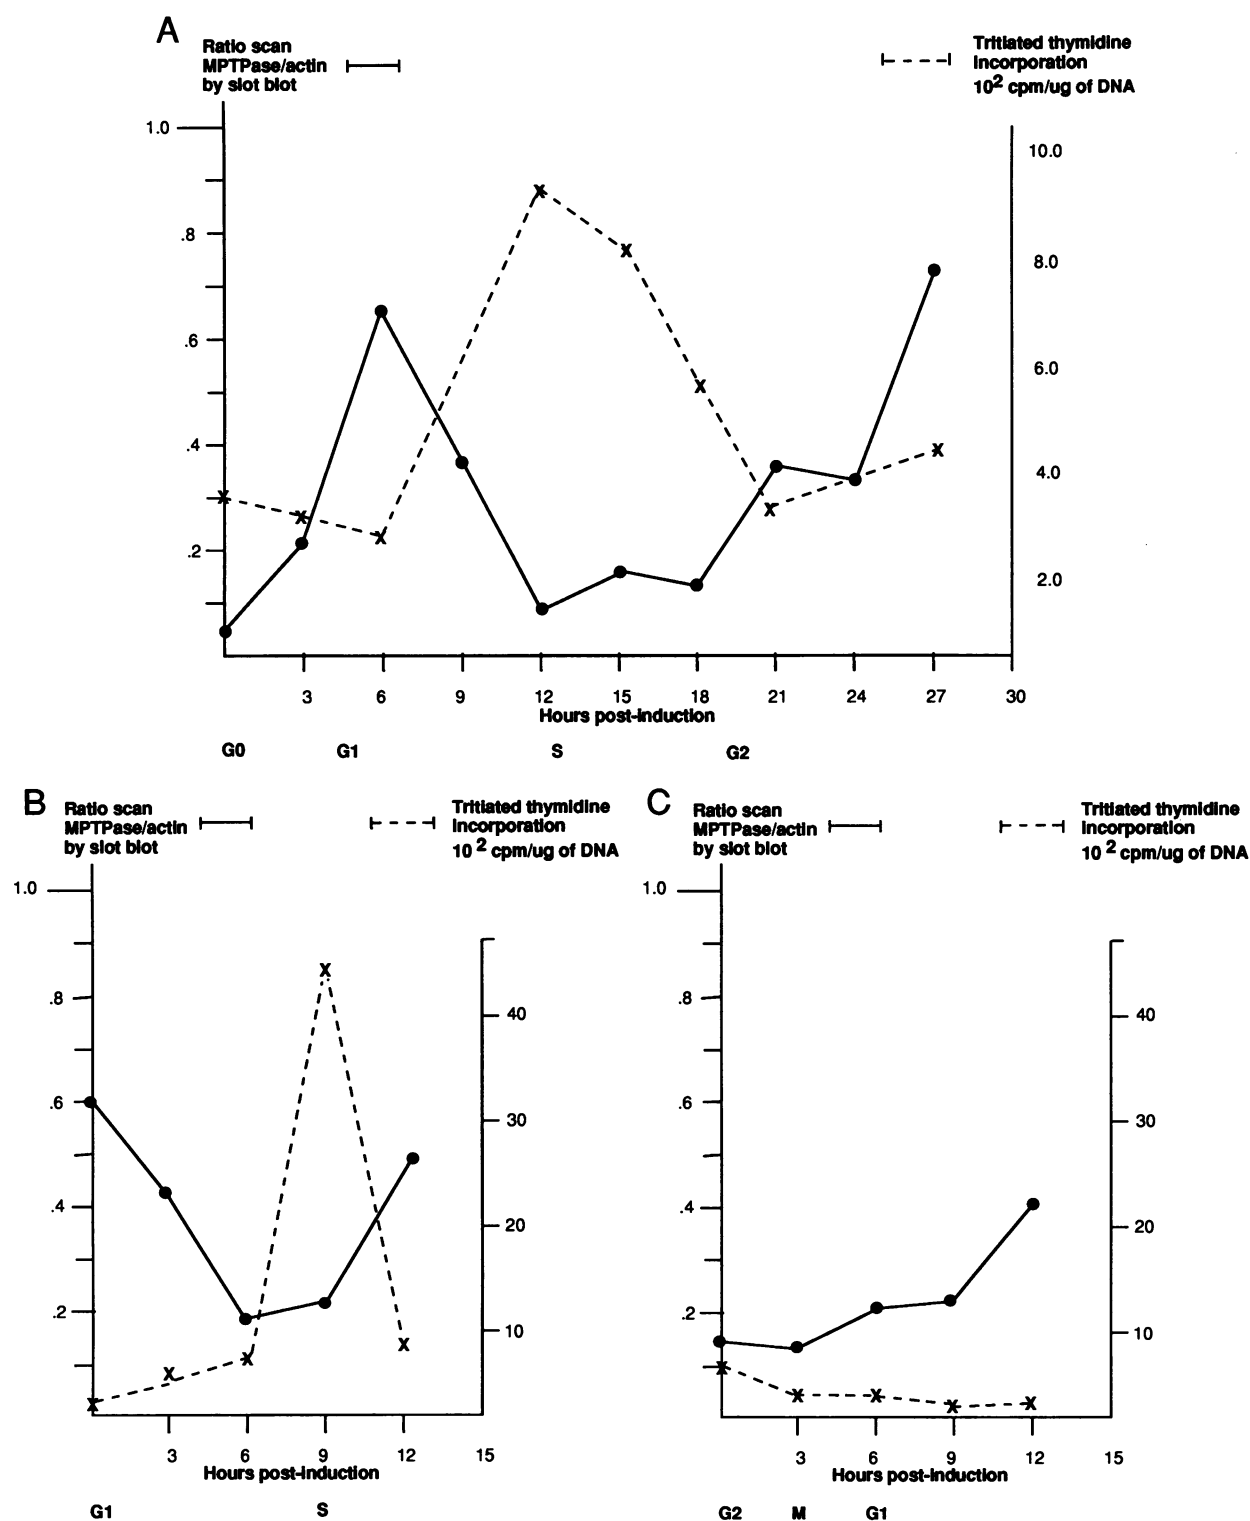 A
Ratio scan
MPTPase/actin
by slot blot
Tritiated thymidine
incorporation
10² cpm/ug of DNA
1.0
.8
.6
.4
.2
10.0
8.0
6.0
4.0
2.0
3 6 9 12 15 18 21 24 27 30
Hours post-induction
G0 G1 S G2
B
Ratio scan
MPTPase/actin
by slot blot
Tritiated thymidine
incorporation
10² cpm/ug of DNA
1.0
.8
.6
.4
.2
40
30
20
10
3 6 9 12 15
Hours post-induction
G1 S
C
Ratio scan
MPTPase/actin
by slot blot
Tritiated thymidine
incorporation
10² cpm/ug of DNA
1.0
.8
.6
.4
.2
40
30
20
10
3 6 9 12 15
Hours post-induction
G2 M G1